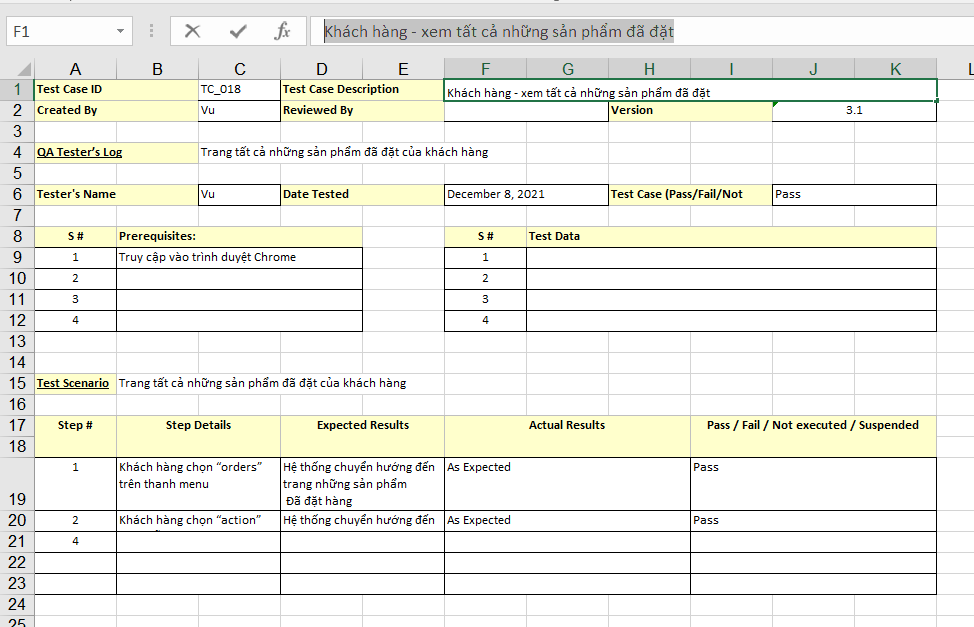 F1 fx Khách hàng - xem tất cả những sản phẩm đã đặt
A B C D E F G H I J K L
1 Test Case ID TC_018 Test Case Description Khách hàng - xem tất cả những sản phẩm đã đặt
2 Created By Vu Reviewed By Version 3.1
3
4 QA Tester's Log Trang tất cả những sản phẩm đã đặt của khách hàng
5
6 Tester's Name Vu Date Tested December 8, 2021 Test Case (Pass/Fail/Not Pass
7
8 S # Prerequisites: S # Test Data
9 1 Truy cập vào trình duyệt Chrome 1
10 2 2
11 3 3
12 4 4
13
14
15 Test Scenario Trang tất cả những sản phẩm đã đặt của khách hàng
16
17 Step # Step Details Expected Results Actual Results Pass / Fail / Not executed / Suspended
18
1 Khách hàng chọn “orders” Hệ thống chuyển hướng đến As Expected Pass
trên thanh menu trang những sản phẩm
19 Đã đặt hàng
20 2 Khách hàng chọn “action” Hệ thống chuyển hướng đến As Expected Pass
21 4
22
23
24
25